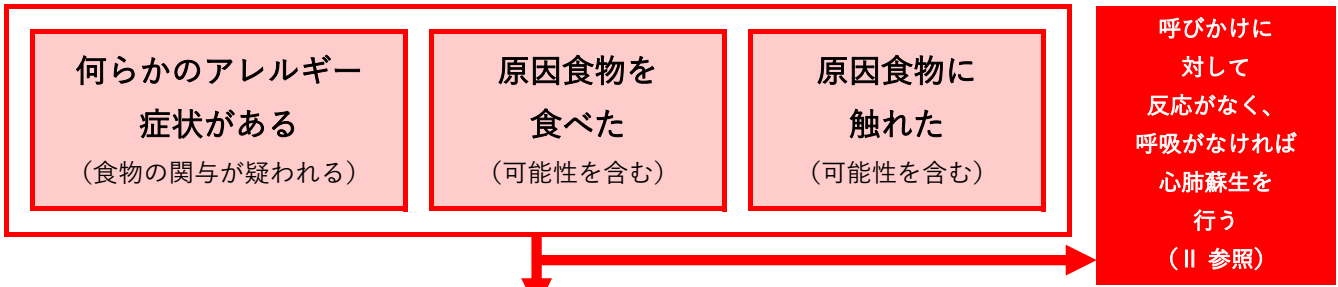 何らかのアレルギー
症状がある
（食物の関与が疑われる）
原因食物を
食べた
（可能性を含む）
原因食物に
触れた
（可能性を含む）
呼びかけに
対して
反応がなく、
呼吸がなければ
心肺蘇生を
行う
（Ⅱ 参照）